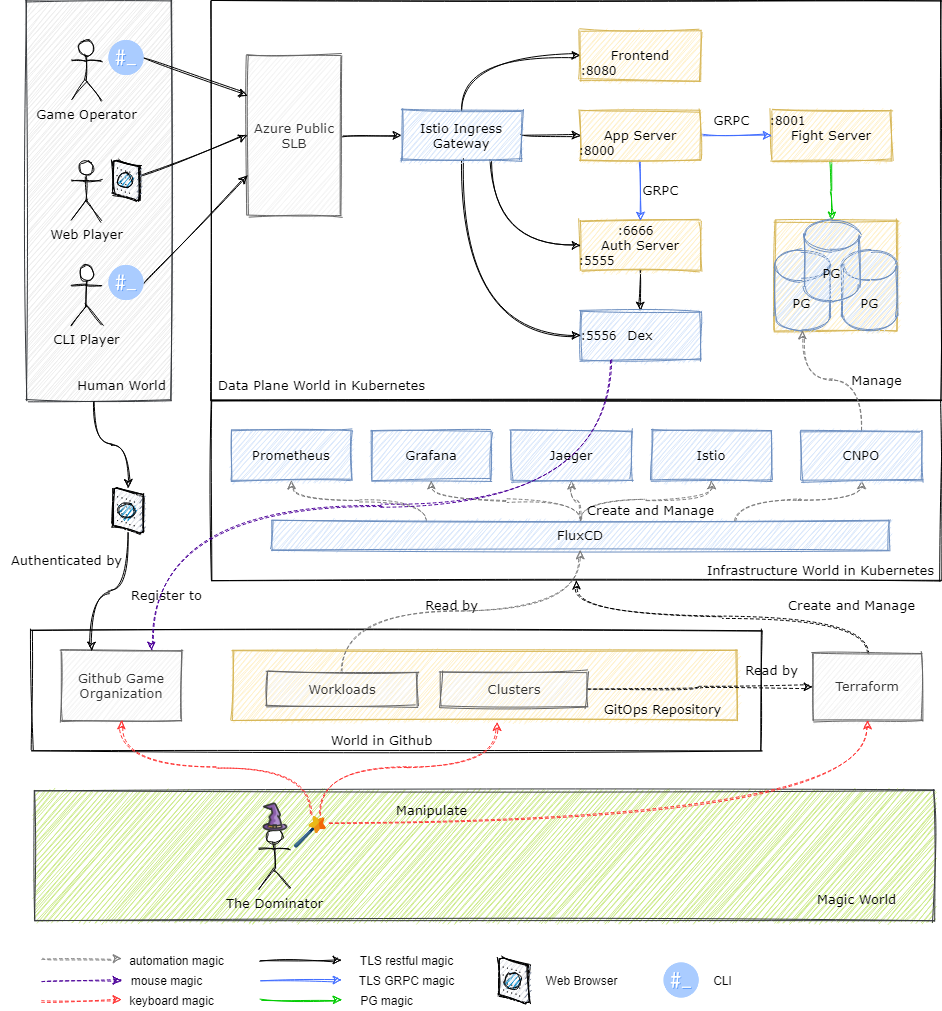 #_
Game Operator
Web Player
#_
CLI Player
Human World
Azure Public
SLB
Istio Ingress
Gateway
Frontend
:8080
App Server
:8000
GRPC
:8001
Fight Server
GRPC
:6666
Auth Server
:5555
:5556 Dex
PG
PG
PG
Data Plane World in Kubernetes
Manage
Prometheus
Grafana
Jaeger
Istio
CNPO
Create and Manage
FluxCD
Infrastructure World in Kubernetes
Authenticated by
Register to
Read by
Create and Manage
Github Game
Organization
Workloads
Clusters
GitOps Repository
Read by
Terraform
World in Github
Manipulate
The Dominator
Magic World
automation magic
mouse magic
keyboard magic
TLS restful magic
TLS GRPC magic
PG magic
Web Browser
#_
CLI